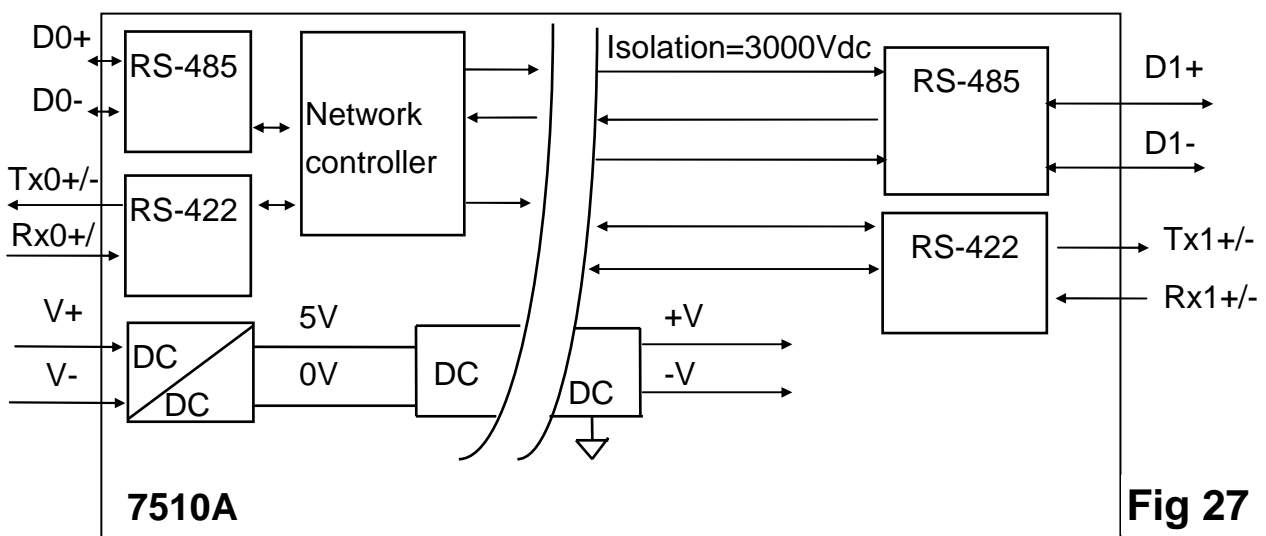 D0+
D0-
RS-485
Network
controller
Isolation=3000Vdc
RS-485
D1+
D1-
Tx0+/-
Rx0+/
RS-422
RS-422
Tx1+/-
Rx1+/-
V+
V-
DC
DC
5V
0V
DC
DC
+V
-V
7510A
Fig 27